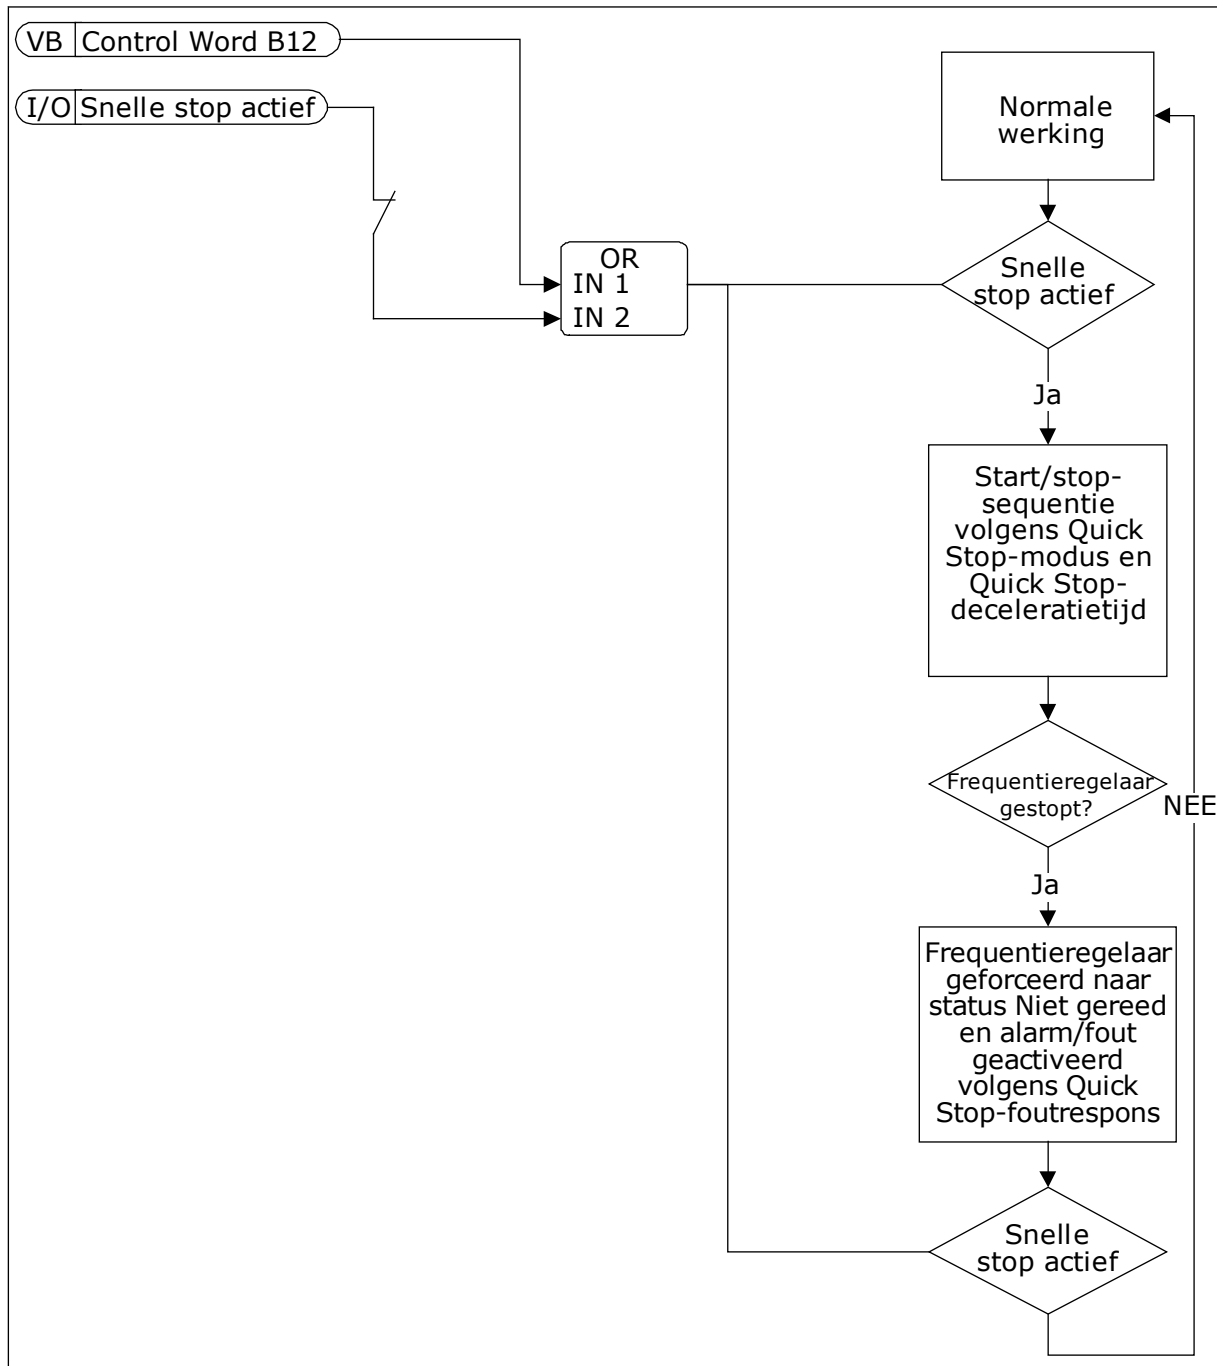 VB Control Word B12
I/O Snelle stop actief
OR
IN 1
IN 2
Normale
werking
Snelle
stop actief
Ja
Start/stop-
sequentie
volgens Quick
Stop-modus en
Quick Stop-
deceleratietijd
Frequentieregelaar
gestopt?
NEE
Ja
Frequentieregelaar
geforceerd naar
status Niet gereed
en alarm/fout
geactiveerd
volgens Quick
Stop-foutrespons
Snelle
stop actief